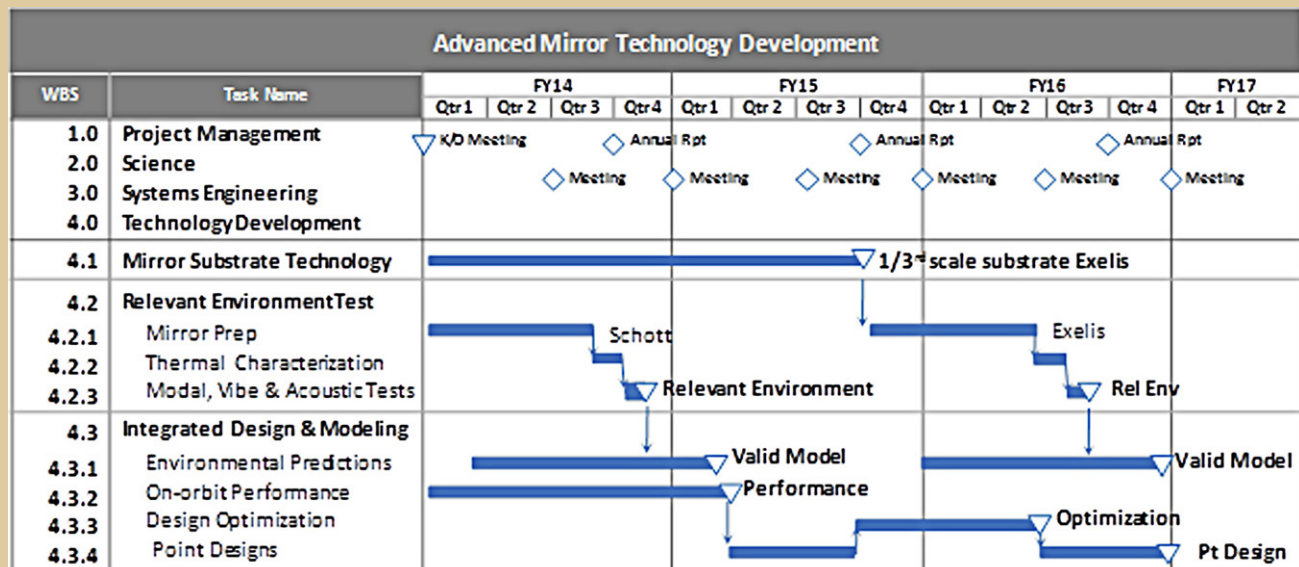 Advanced Mirror Technology Development
WBS Task Name FY14 FY15 FY16 FY17
Qtr 1 Qtr 2 Qtr 3 Qtr 4 Qtr 1 Qtr 2 Qtr 3 Qtr 4 Qtr 1 Qtr 2 Qtr 3 Qtr 4 Qtr 1 Qtr 2
1.0 Project Management K/O Meeting Annual Rpt Annual Rpt Annual Rpt
2.0 Science
3.0 Systems Engineering Meeting Meeting Meeting Meeting Meeting Meeting
4.0 Technology Development
4.1 Mirror Substrate Technology 1/3rd scale substrate Exelis
4.2 Relevant Environment Test
4.2.1 Mirror Prep Schott Exelis
4.2.2 Thermal Characterization
4.2.3 Modal, Vibe & Acoustic Tests Relevant Environment Rel Env
4.3 Integrated Design & Modeling
4.3.1 Environmental Predictions Valid Model Valid Model
4.3.2 On-orbit Performance Performance
4.3.3 Design Optimization Optimization
4.3.4 Point Designs Pt Design